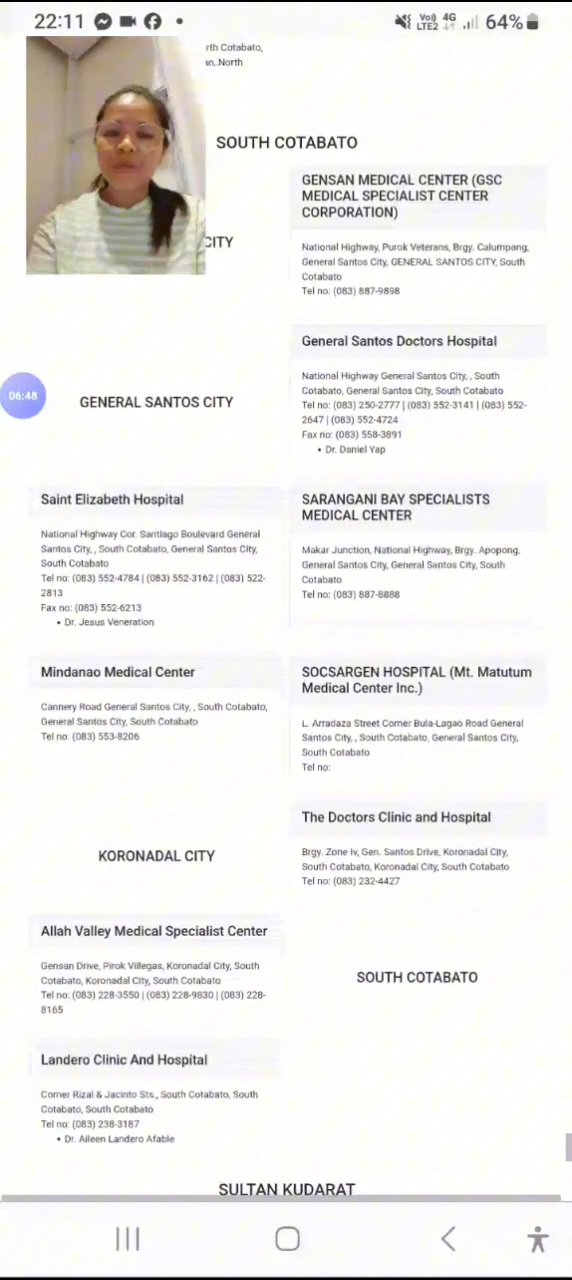 22:11
Vo)) 4G
LTE2
64%
rth Cotabato,
North
SOUTH COTABATO
CITY
GENSAN MEDICAL CENTER (GSC
MEDICAL SPECIALIST CENTER
CORPORATION)
National Highway, Purok Veterans, Brgy. Calumpang,
General Santos City, GENERAL SANTOS CITY, South
Cotabato
Tel no: (083) 887-9898
06:48
GENERAL SANTOS CITY
General Santos Doctors Hospital
National Highway General Santos City, , South
Cotabato, General Santos City, South Cotabato
Tel no: (083) 250-2777 | (083) 552-3141 | (083) 552-
2647 | (083) 552-4724
Fax no: (083) 558-3891
• Dr. Daniel Yap
Saint Elizabeth Hospital
National Highway Cor. Santiago Boulevard General
Santos City, , South Cotabato, General Santos City,
South Cotabato
Tel no: (083) 552-4784 | (083) 552-3162 | (083) 522-
2813
Fax no: (083) 552-6213
• Dr. Jesus Veneration
SARANGANI BAY SPECIALISTS
MEDICAL CENTER
Makar Junction, National Highway, Brgy. Apopong,
General Santos City, General Santos City, South
Cotabato
Tel no: (083) 887-8888
Mindanao Medical Center
Cannery Road General Santos City, , South Cotabato,
General Santos City, South Cotabato
Tel no: (083) 553-8206
SOCSARGEN HOSPITAL (Mt. Matutum
Medical Center Inc.)
L. Arradaza Street Corner Bula-Lagao Road General
Santos City, , South Cotabato, General Santos City,
South Cotabato
Tel no:
KORONADAL CITY
The Doctors Clinic and Hospital
Brgy. Zone Iv, Gen. Santos Drive, Koronadal City,
South Cotabato, Koronadal City, South Cotabato
Tel no: (083) 232-4427
Allah Valley Medical Specialist Center
Gensan Drive, Pirok Villegas, Koronadal City, South
Cotabato, Koronadal City, South Cotabato
Tel no: (083) 228-3550 | (083) 228-9830 | (083) 228-
8165
SOUTH COTABATO
Landero Clinic And Hospital
Corner Rizal & Jacinto Sts., South Cotabato, South
Cotabato, South Cotabato
Tel no: (083) 238-3187
• Dr. Aileen Landero Afable
SULTAN KUDARAT